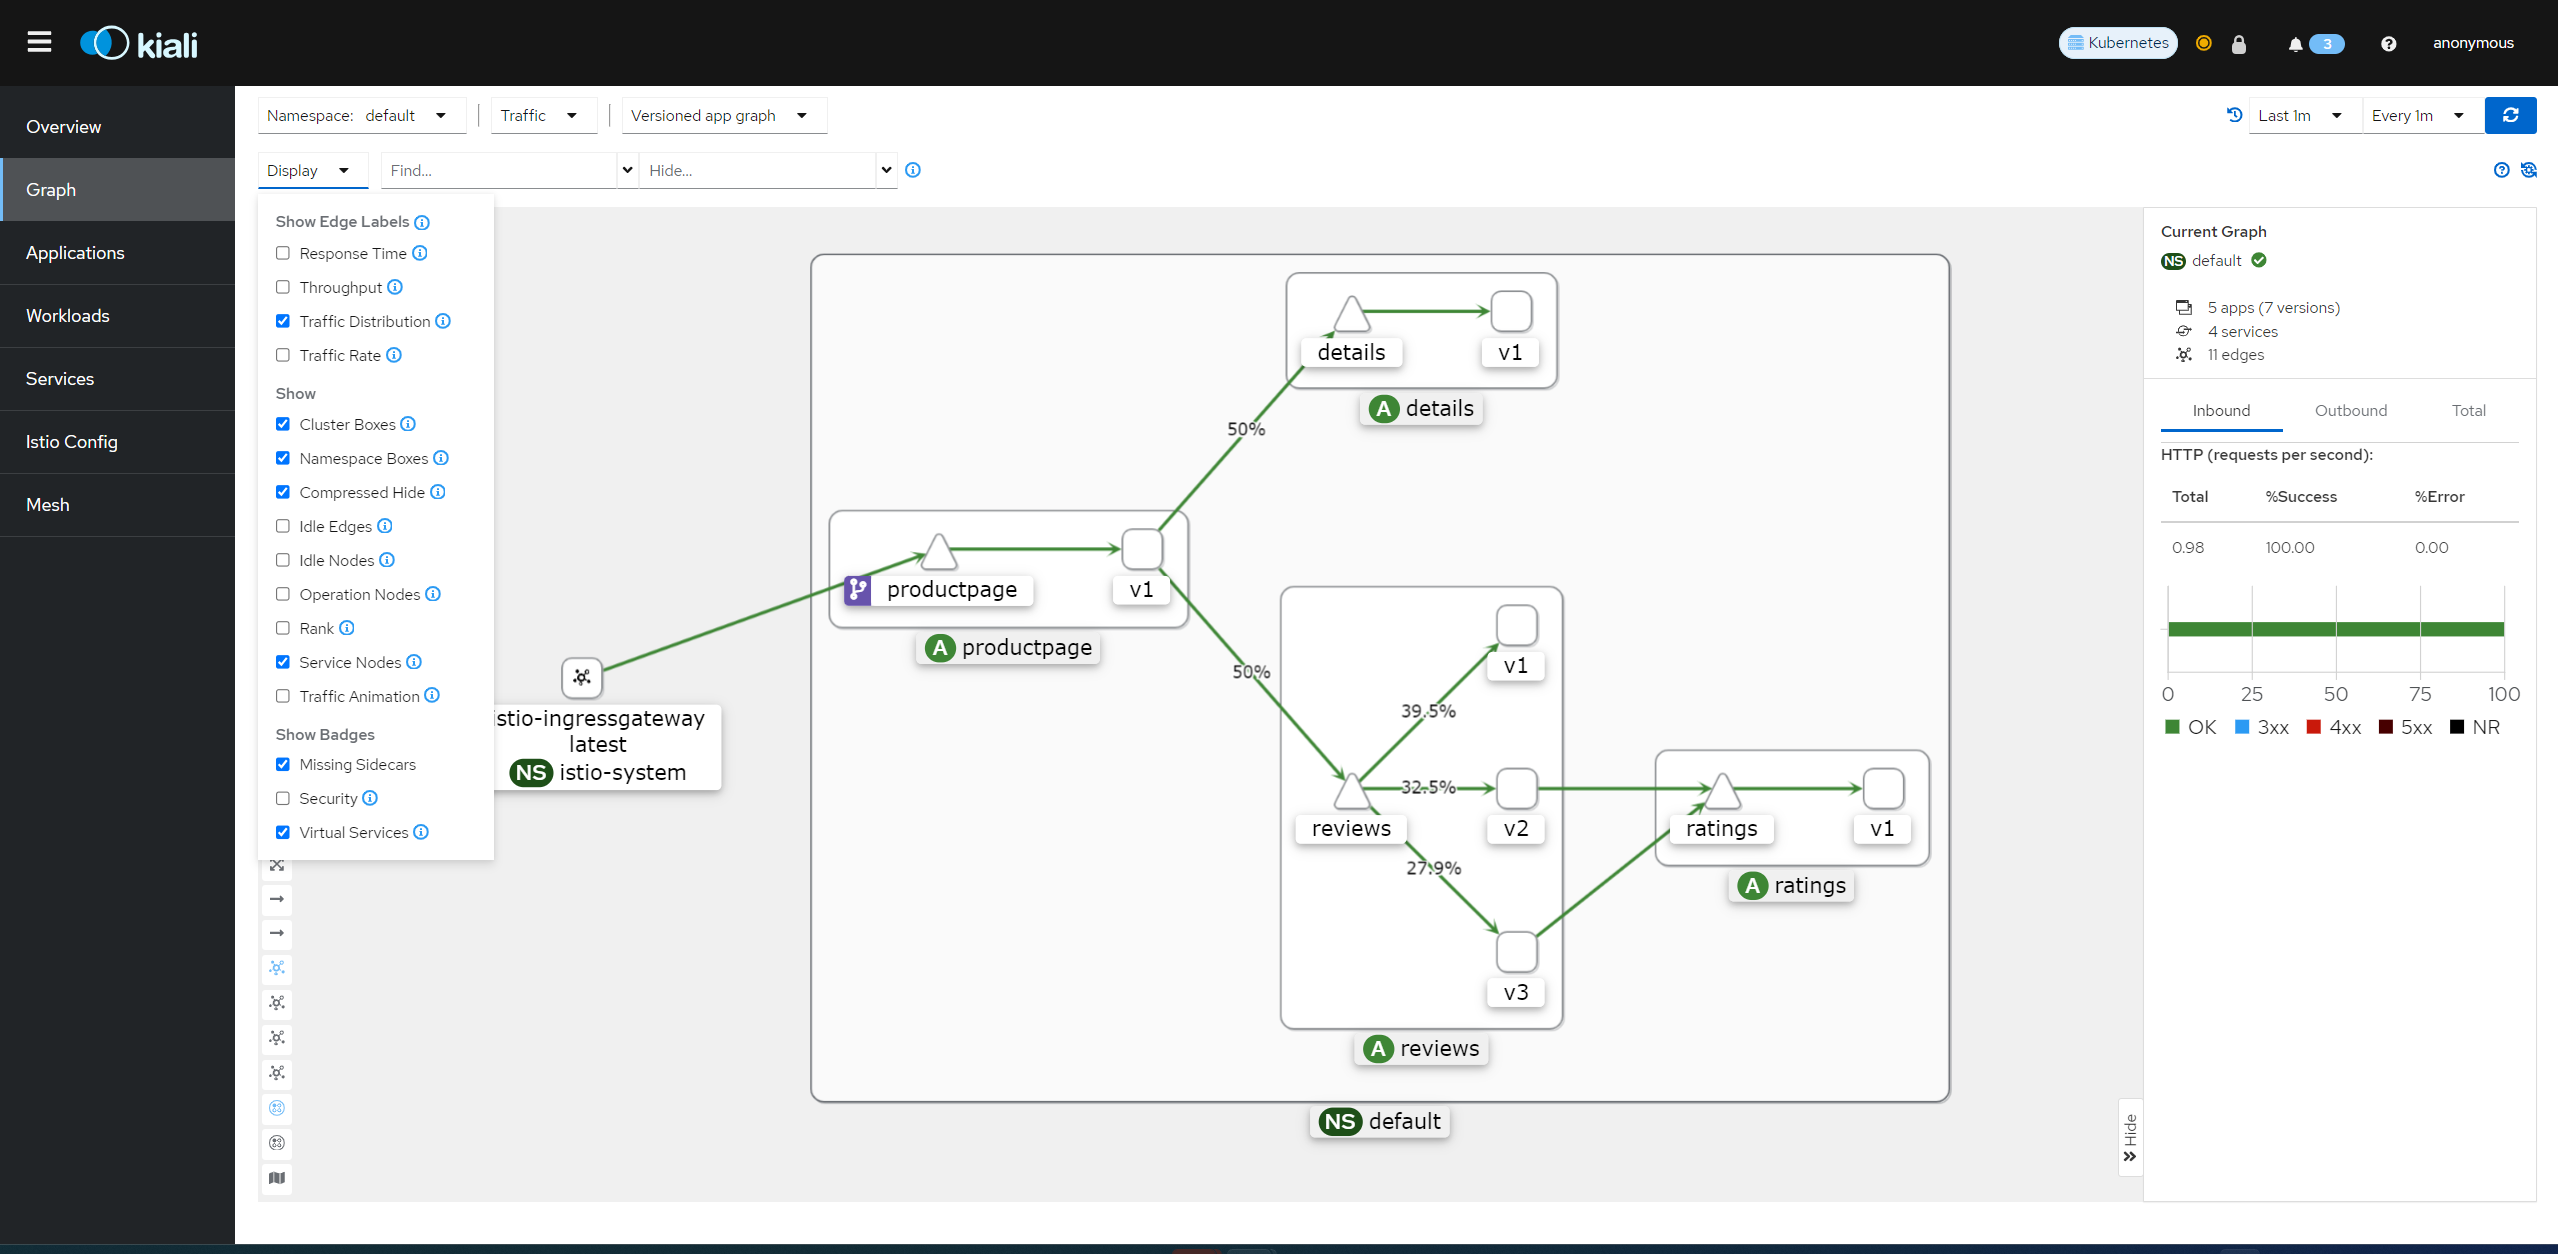 kiali
Kubernetes
3
anonymous
Overview
Graph
Applications
Workloads
Services
Istio Config
Mesh
Namespace: default
Traffic
Versioned app graph
Last 1m
Every 1m
Display
Find...
Hide...
Show Edge Labels
Response Time
Throughput
Traffic Distribution
Traffic Rate
Show
Cluster Boxes
Namespace Boxes
Compressed Hide
Idle Edges
Idle Nodes
Operation Nodes
Rank
Service Nodes
Traffic Animation
Show Badges
Missing Sidecars
Security
Virtual Services
istio-ingressgateway
latest
NS istio-system
productpage
v1
A productpage
50%
50%
details
v1
A details
39.5%
32.5%
27.9%
reviews
v1
v2
v3
A reviews
ratings
v1
A ratings
NS default
Hide
Current Graph
NS default
5 apps (7 versions)
4 services
11 edges
Inbound
Outbound
Total
HTTP (requests per second):
Total %Success %Error
0.98 100.00 0.00
0 25 50 75 100
OK 3xx 4xx 5xx NR